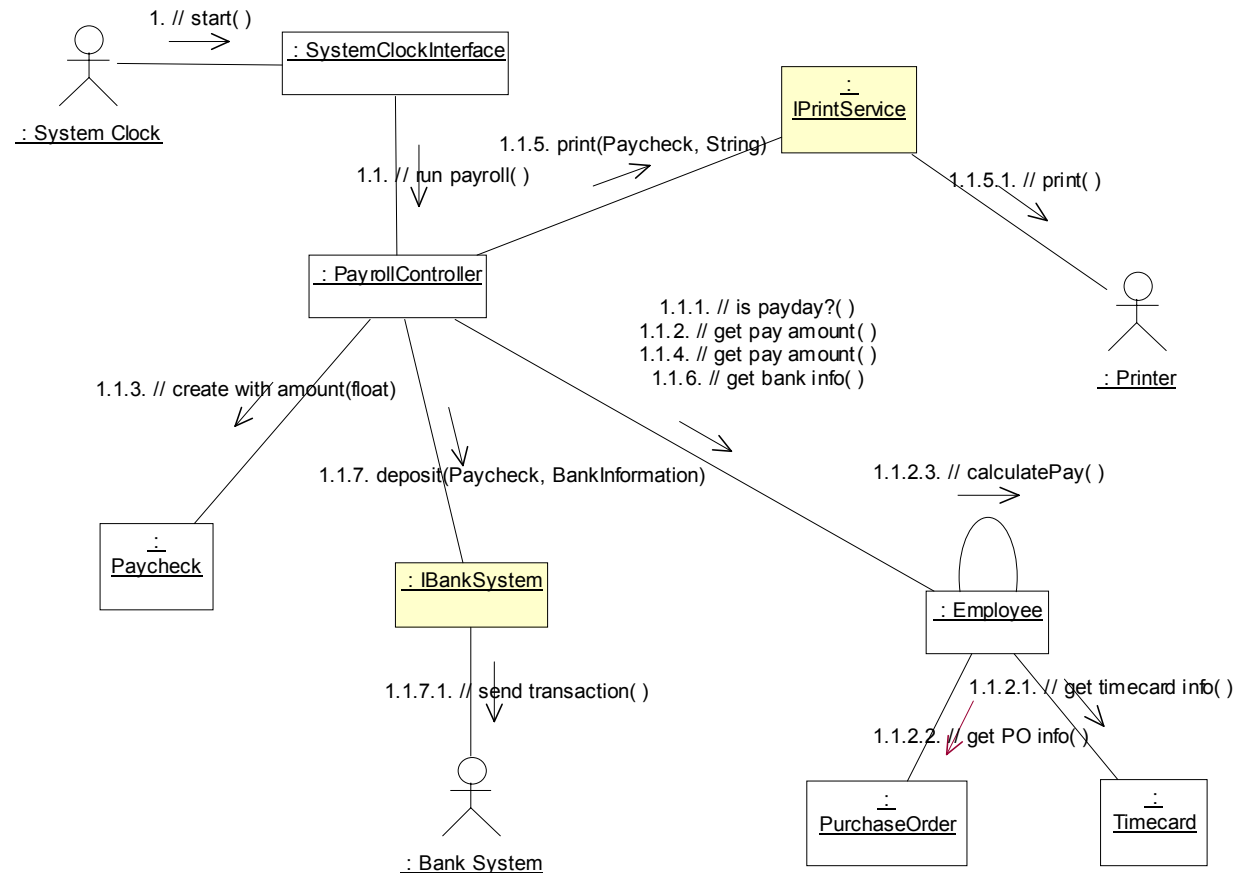 1. // start( )
: SystemClockInterface
: System Clock
:
IPrintService
1.1.5. print(Paycheck, String)
1.1. // run payroll( )
1.1.5.1. // print( )
: PayrollController
1.1.1. // is payday?( )
1.1.2. // get pay amount( )
1.1.4. // get pay amount( )
1.1.6. // get bank info( )
: Printer
1.1.3. // create with amount(float)
1.1.7. deposit(Paycheck, BankInformation)
1.1.2.3. // calculatePay( )
:
Paycheck
: IBankSystem
: Employee
1.1.7.1. // send transaction( )
1.1.2.1. // get timecard info( )
1.1.2.2. // get PO info( )
:
PurchaseOrder
:
Timecard
: Bank System